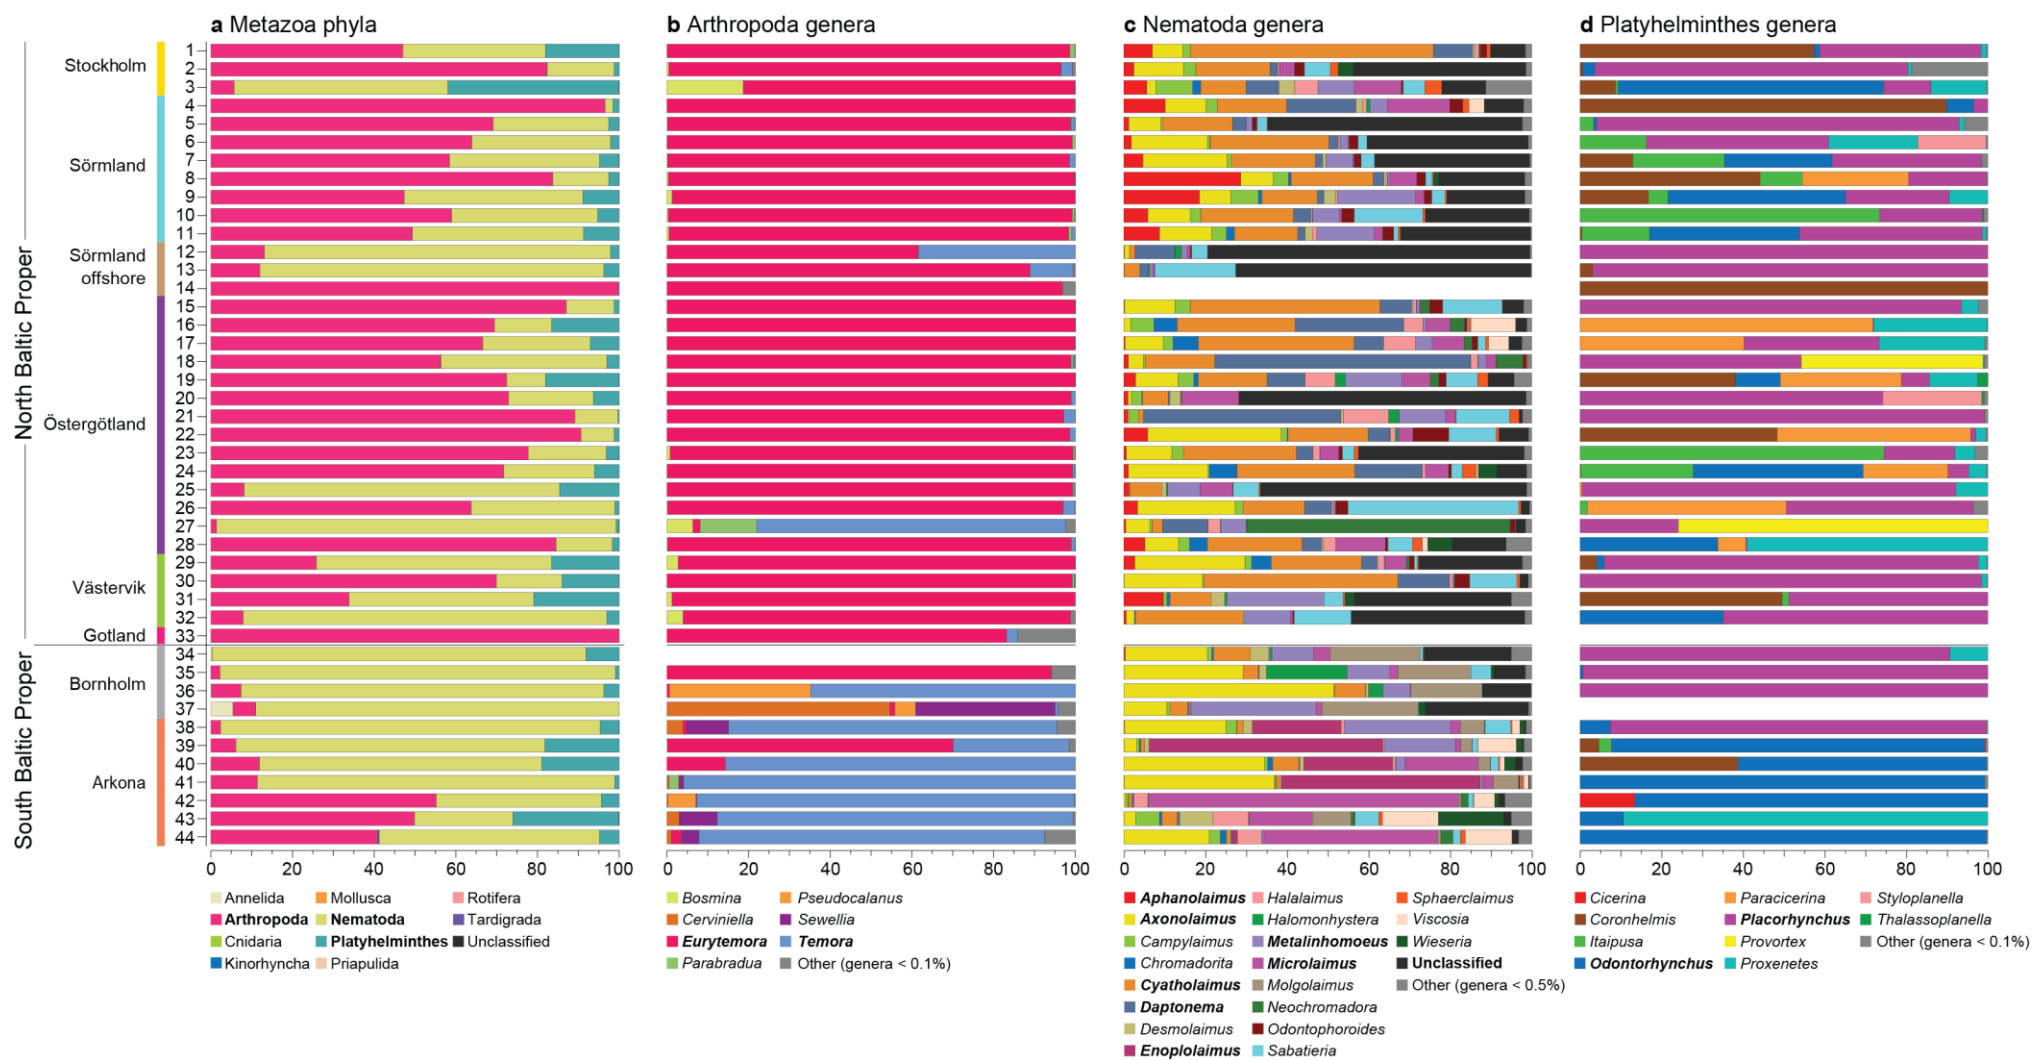 a Metazoa phyla
b Arthropoda genera
c Nematoda genera
d Platyhelminthes genera
North Baltic Proper
South Baltic Proper
Stockholm
Sörmland
Sörmland
offshore
Östergötland
Västervik
Gotland
Bornholm
Arkona
1
2
3
4
5
6
7
8
9
10
11
12
13
14
15
16
17
18
19
20
21
22
23
24
25
26
27
28
29
30
31
32
33
34
35
36
37
38
39
40
41
42
43
44
0 20 40 60 80 100
0 20 40 60 80 100
0 20 40 60 80 100
0 20 40 60 80 100
Annelida
Arthropoda
Cnidaria
Kinorhyncha
Mollusca
Nematoda
Platyhelminthes
Priapulida
Rotifera
Tardigrada
Unclassified
Bosmina
Cerviniella
Eurytemora
Parabradua
Pseudocalanus
Sewellia
Temora
Other (genera < 0.1%)
Aphanolaimus
Axonolaimus
Campylaimus
Chromadorita
Cyatholaimus
Daptonema
Desmolaimus
Enoplolaimus
Halalaimus
Halomonhystera
Metalinhomoeus
Microlaimus
Molgolaimus
Neochromadora
Odontophoroides
Sabatieria
Sphaerclaimus
Viscosia
Wieseria
Unclassified
Other (genera < 0.5%)
Cicerina
Coronhelmis
Itaipusa
Odontorhynchus
Paracicerina
Placorhynchus
Provortex
Proxenetes
Styloplanella
Thalassoplanella
Other (genera < 0.1%)